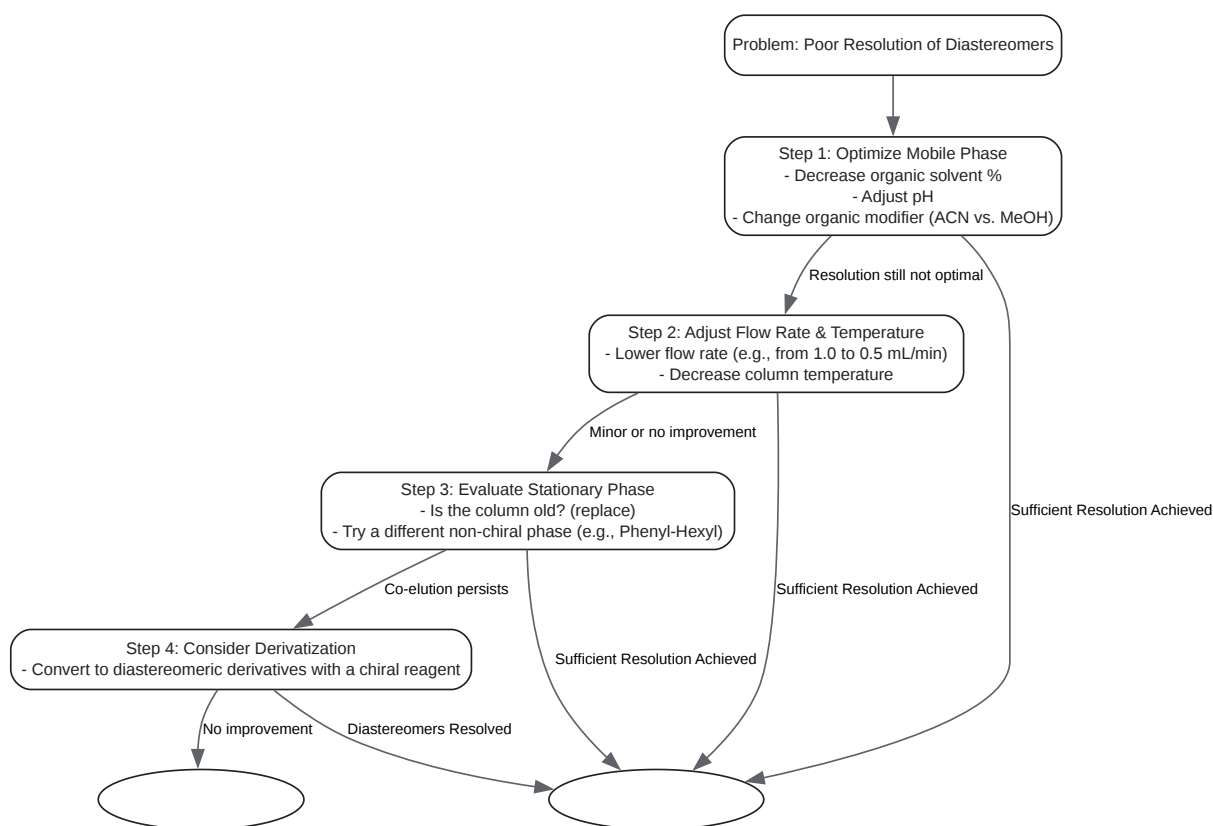 Problem: Poor Resolution of Diastereomers
Step 1: Optimize Mobile Phase
- Decrease organic solvent %
- Adjust pH
- Change organic modifier (ACN vs. MeOH)
Resolution still not optimal
Step 2: Adjust Flow Rate & Temperature
- Lower flow rate (e.g., from 1.0 to 0.5 mL/min)
- Decrease column temperature
Minor or no improvement
Step 3: Evaluate Stationary Phase
- Is the column old? (replace)
- Try a different non-chiral phase (e.g., Phenyl-Hexyl)
Sufficient Resolution Achieved
Co-elution persists
Sufficient Resolution Achieved
Step 4: Consider Derivatization
- Convert to diastereomeric derivatives with a chiral reagent
Sufficient Resolution Achieved
No improvement
Diastereomers Resolved